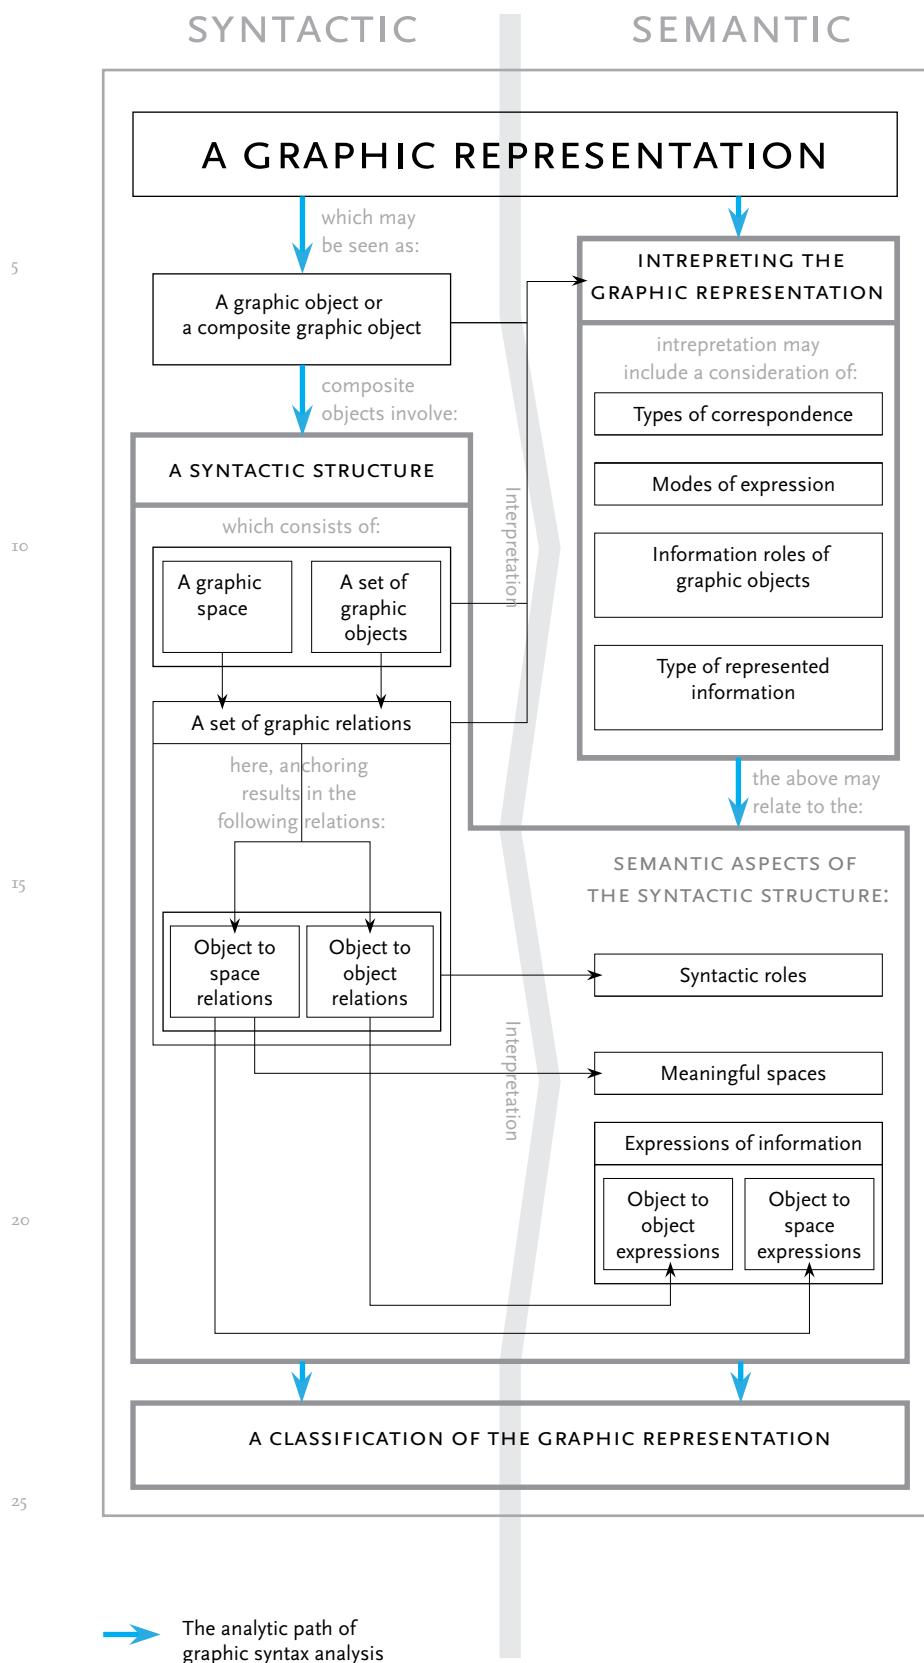 SYNTACTIC
SEMANTIC
A GRAPHIC REPRESENTATION
which may
be seen as:
5
A graphic object or
a composite graphic object
INTREPRETING THE
GRAPHIC REPRESENTATION
intrepretation may
include a consideration of:
composite
objects involve:
Types of correspondence
A SYNTACTIC STRUCTURE
Modes of expression
which consists of:
Interpretation
10
A graphic
space
A set of
graphic
objects
Information roles of
graphic objects
Type of represented
information
A set of graphic relations
here, anchoring
results in the
following relations:
the above may
relate to the:
15
SEMANTIC ASPECTS OF
THE SYNTACTIC STRUCTURE:
Object to
space
relations
Object to
object
relations
Syntactic roles
Interpretation
Meaningful spaces
Expressions of information
20
Object to
object
expressions
Object to
space
expressions
A CLASSIFICATION OF THE GRAPHIC REPRESENTATION
25
The analytic path of
graphic syntax analysis